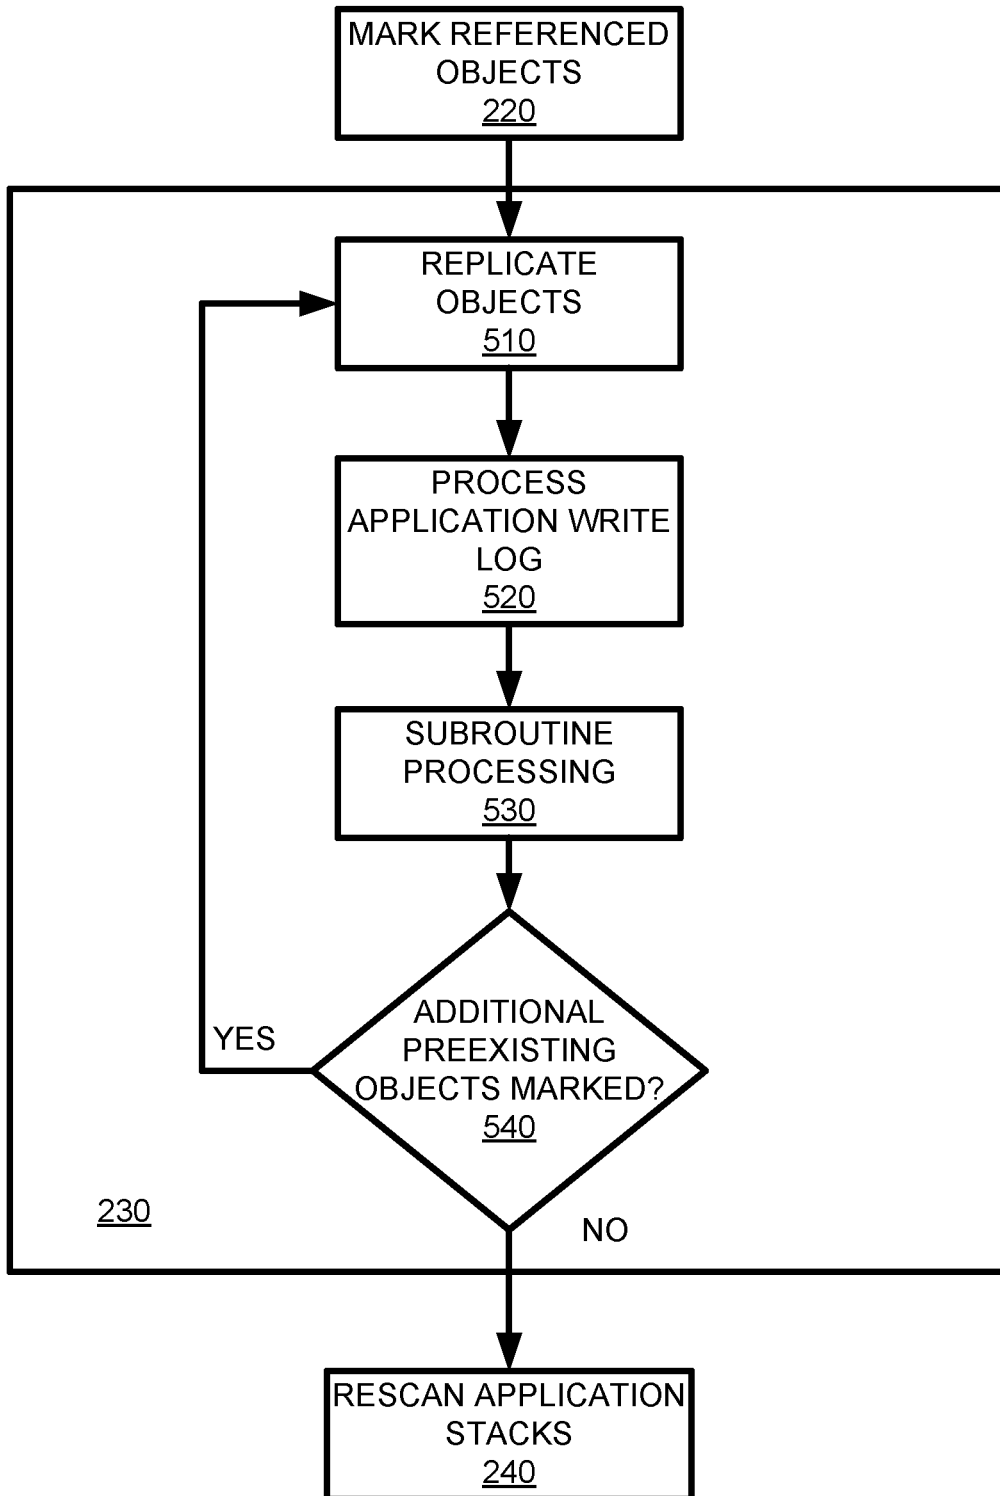 MARK REFERENCED
OBJECTS
220
REPLICATE
OBJECTS
510
PROCESS
APPLICATION WRITE
LOG
520
SUBROUTINE
PROCESSING
530
YES
ADDITIONAL
PREEXISTING
OBJECTS MARKED?
540
230
NO
RESCAN APPLICATION
STACKS
240